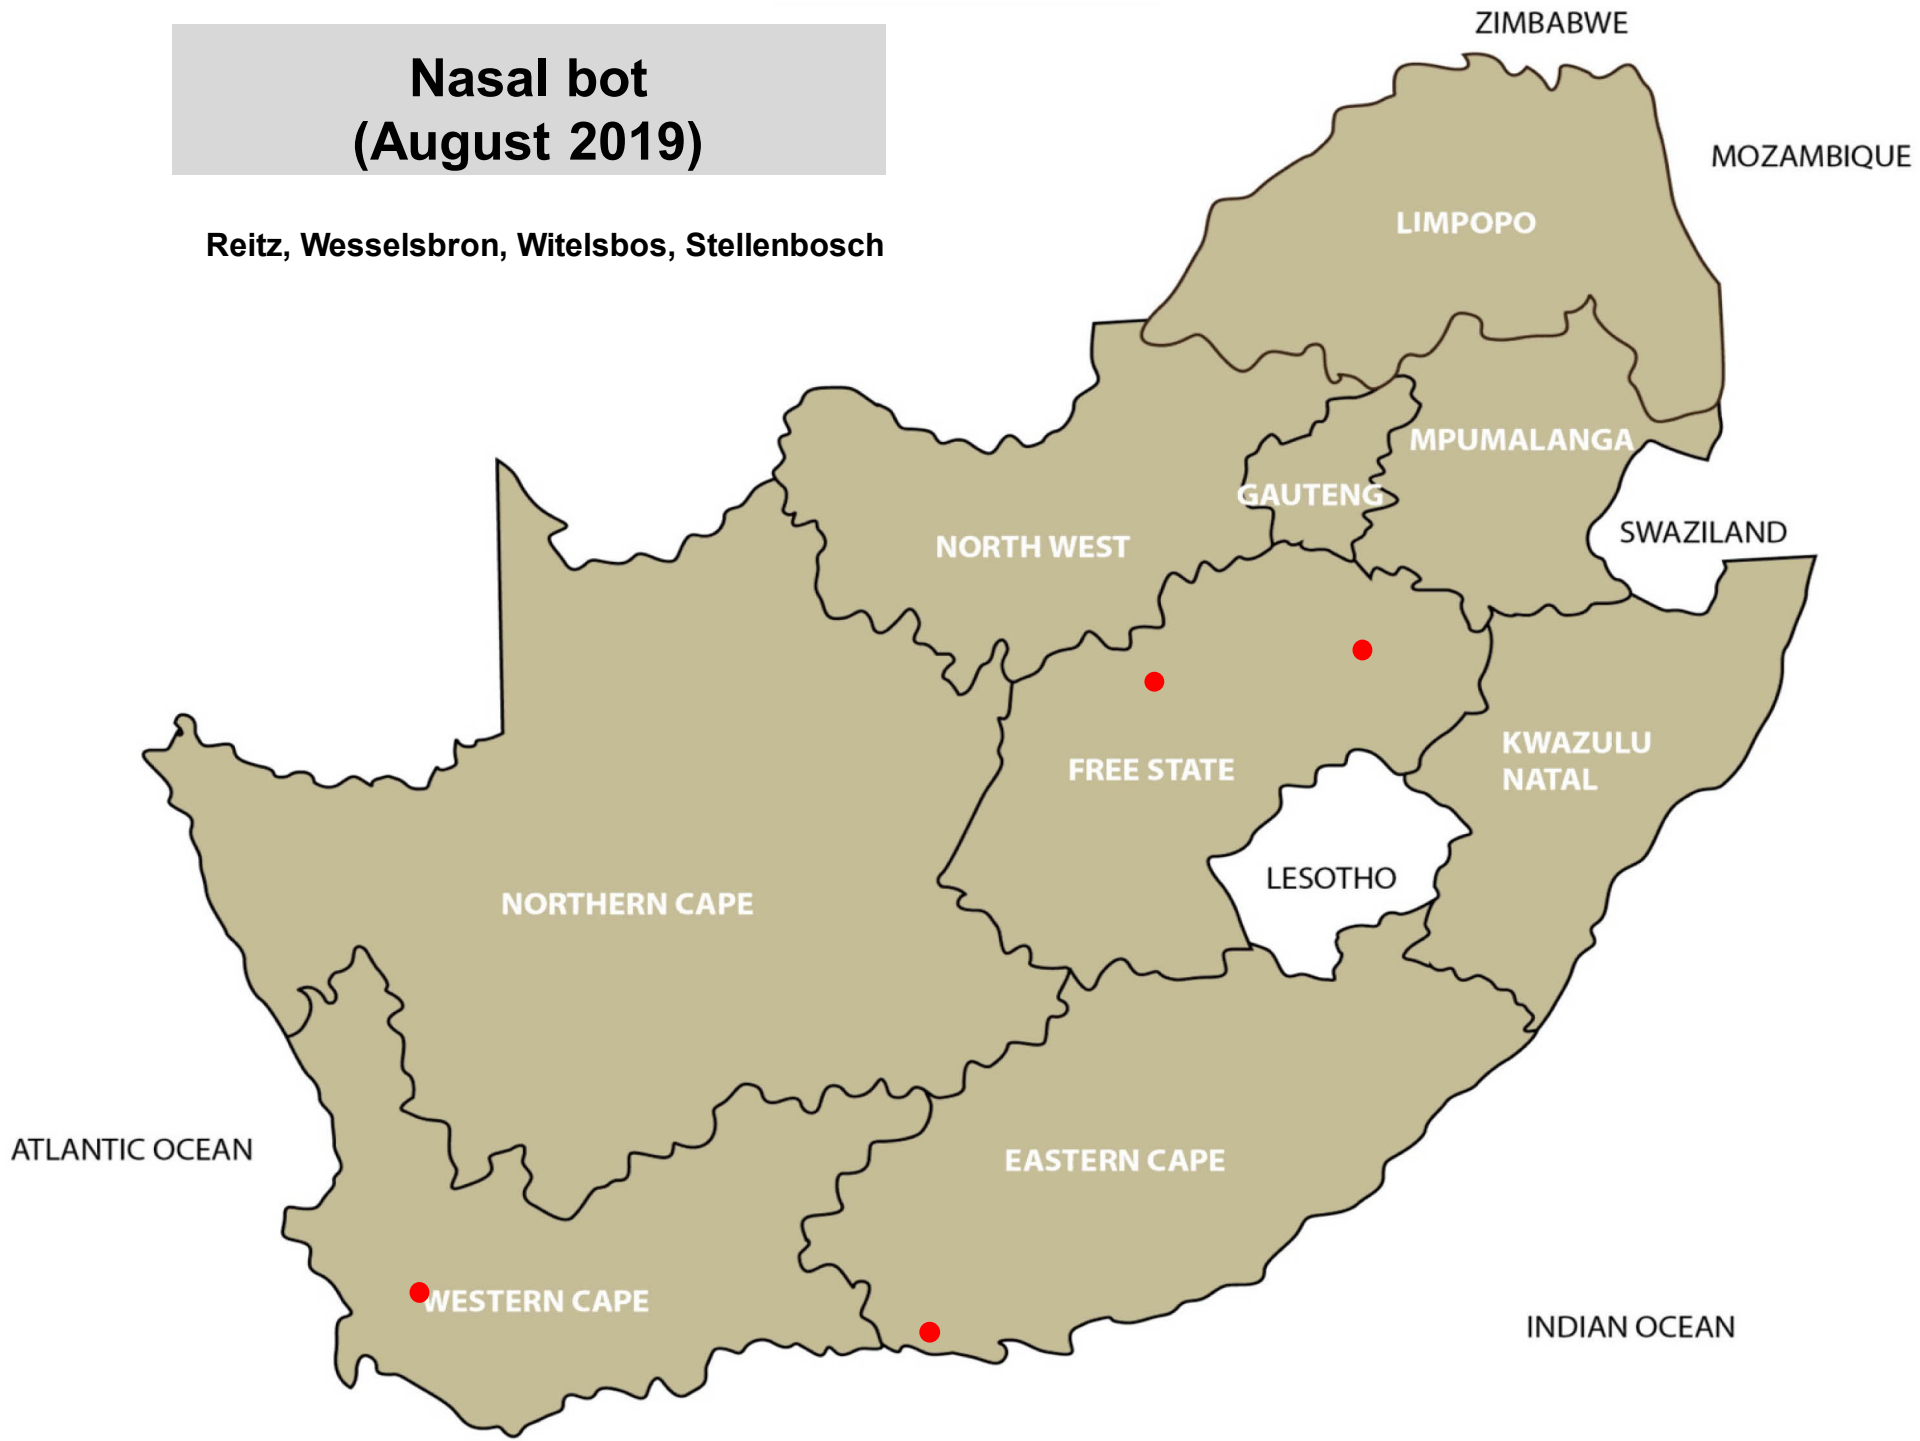 Nasal bot
(August 2019)
Reitz, Wesselsbron, Witelsbos, Stellenbosch
ZIMBABWE
MOZAMBIQUE
LIMPOPO
MPUMALANGA
GAUTENG
SWAZILAND
NORTH WEST
KWAZULU
NATAL
FREE STATE
LESOTHO
NORTHERN CAPE
ATLANTIC OCEAN
EASTERN CAPE
WESTERN CAPE
INDIAN OCEAN